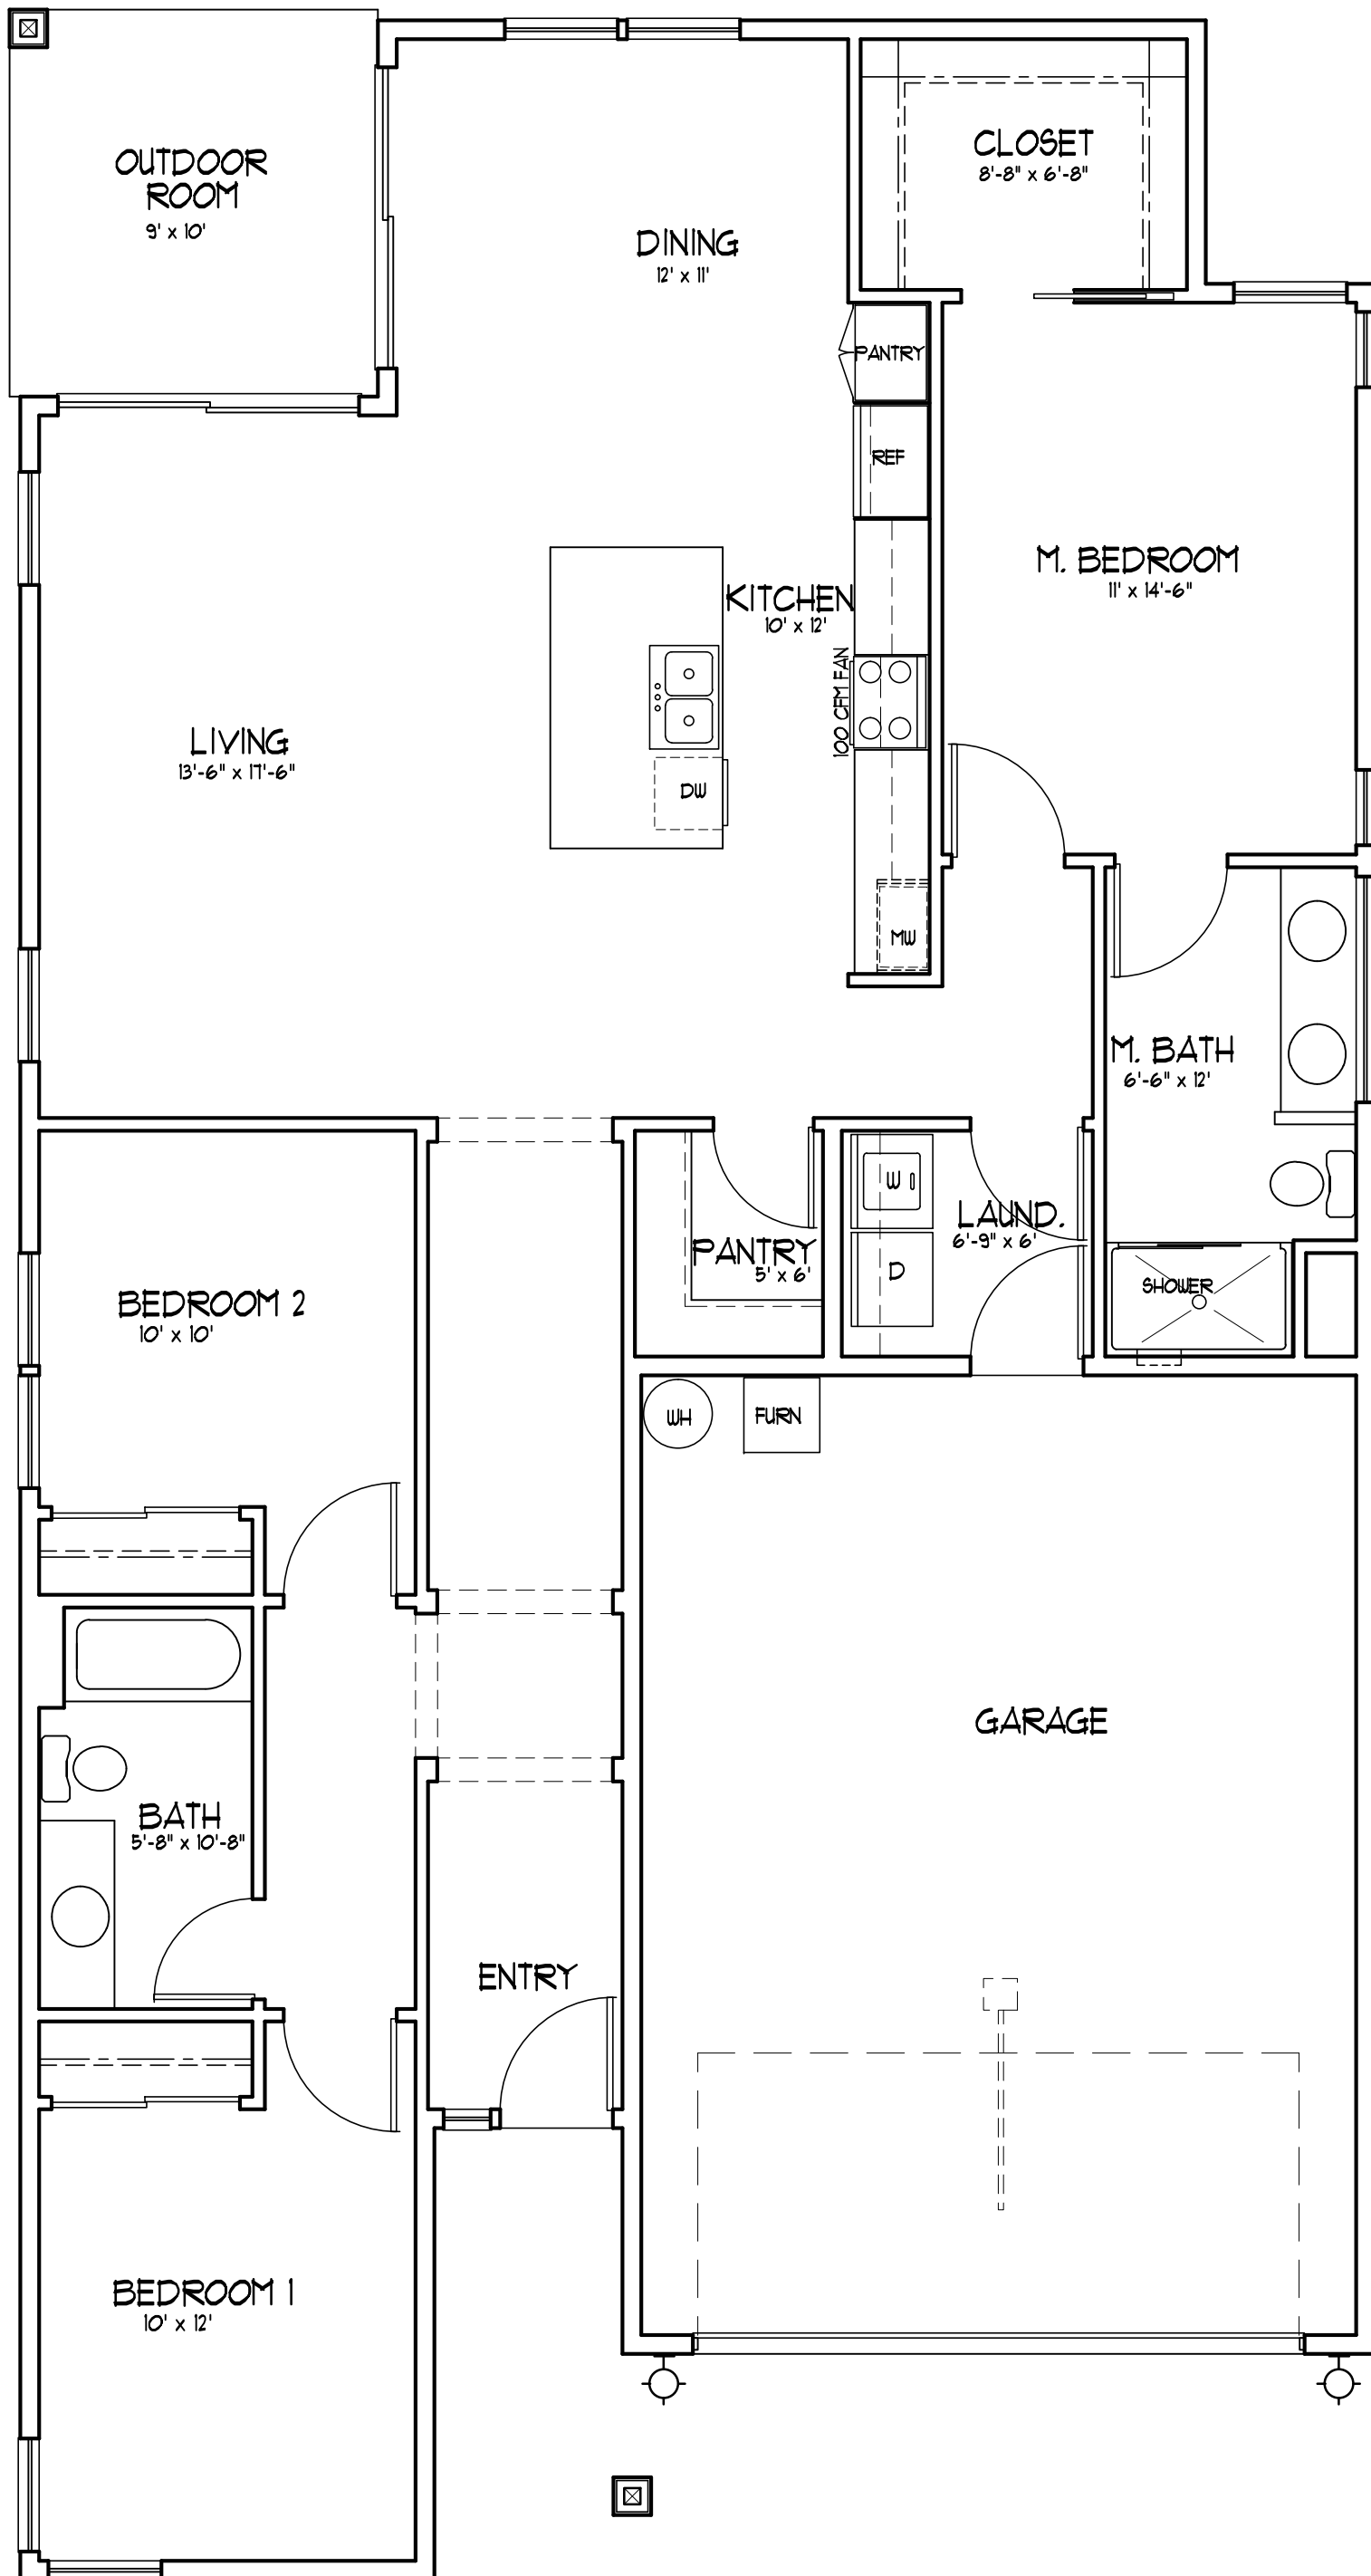 OUTDOOR
ROOM
9' x 10'
CLOSET
8'-8" x 6'-8"
DINING
12' x 11'
PANTRY
REF
M. BEDROOM
11' x 14'-6"
KITCHEN
10' x 12'
100 CFM FAN
LIVING
13'-6" x 17'-6"
DW
MW
M. BATH
6'-6" x 12'
W
LAUND.
6'-9" x 6'
PANTRY
5' x 6'
D
SHOWER
BEDROOM 2
10' x 10'
WH
FURN
GARAGE
BATH
5'-8" x 10'-8"
ENTRY
BEDROOM 1
10' x 12'